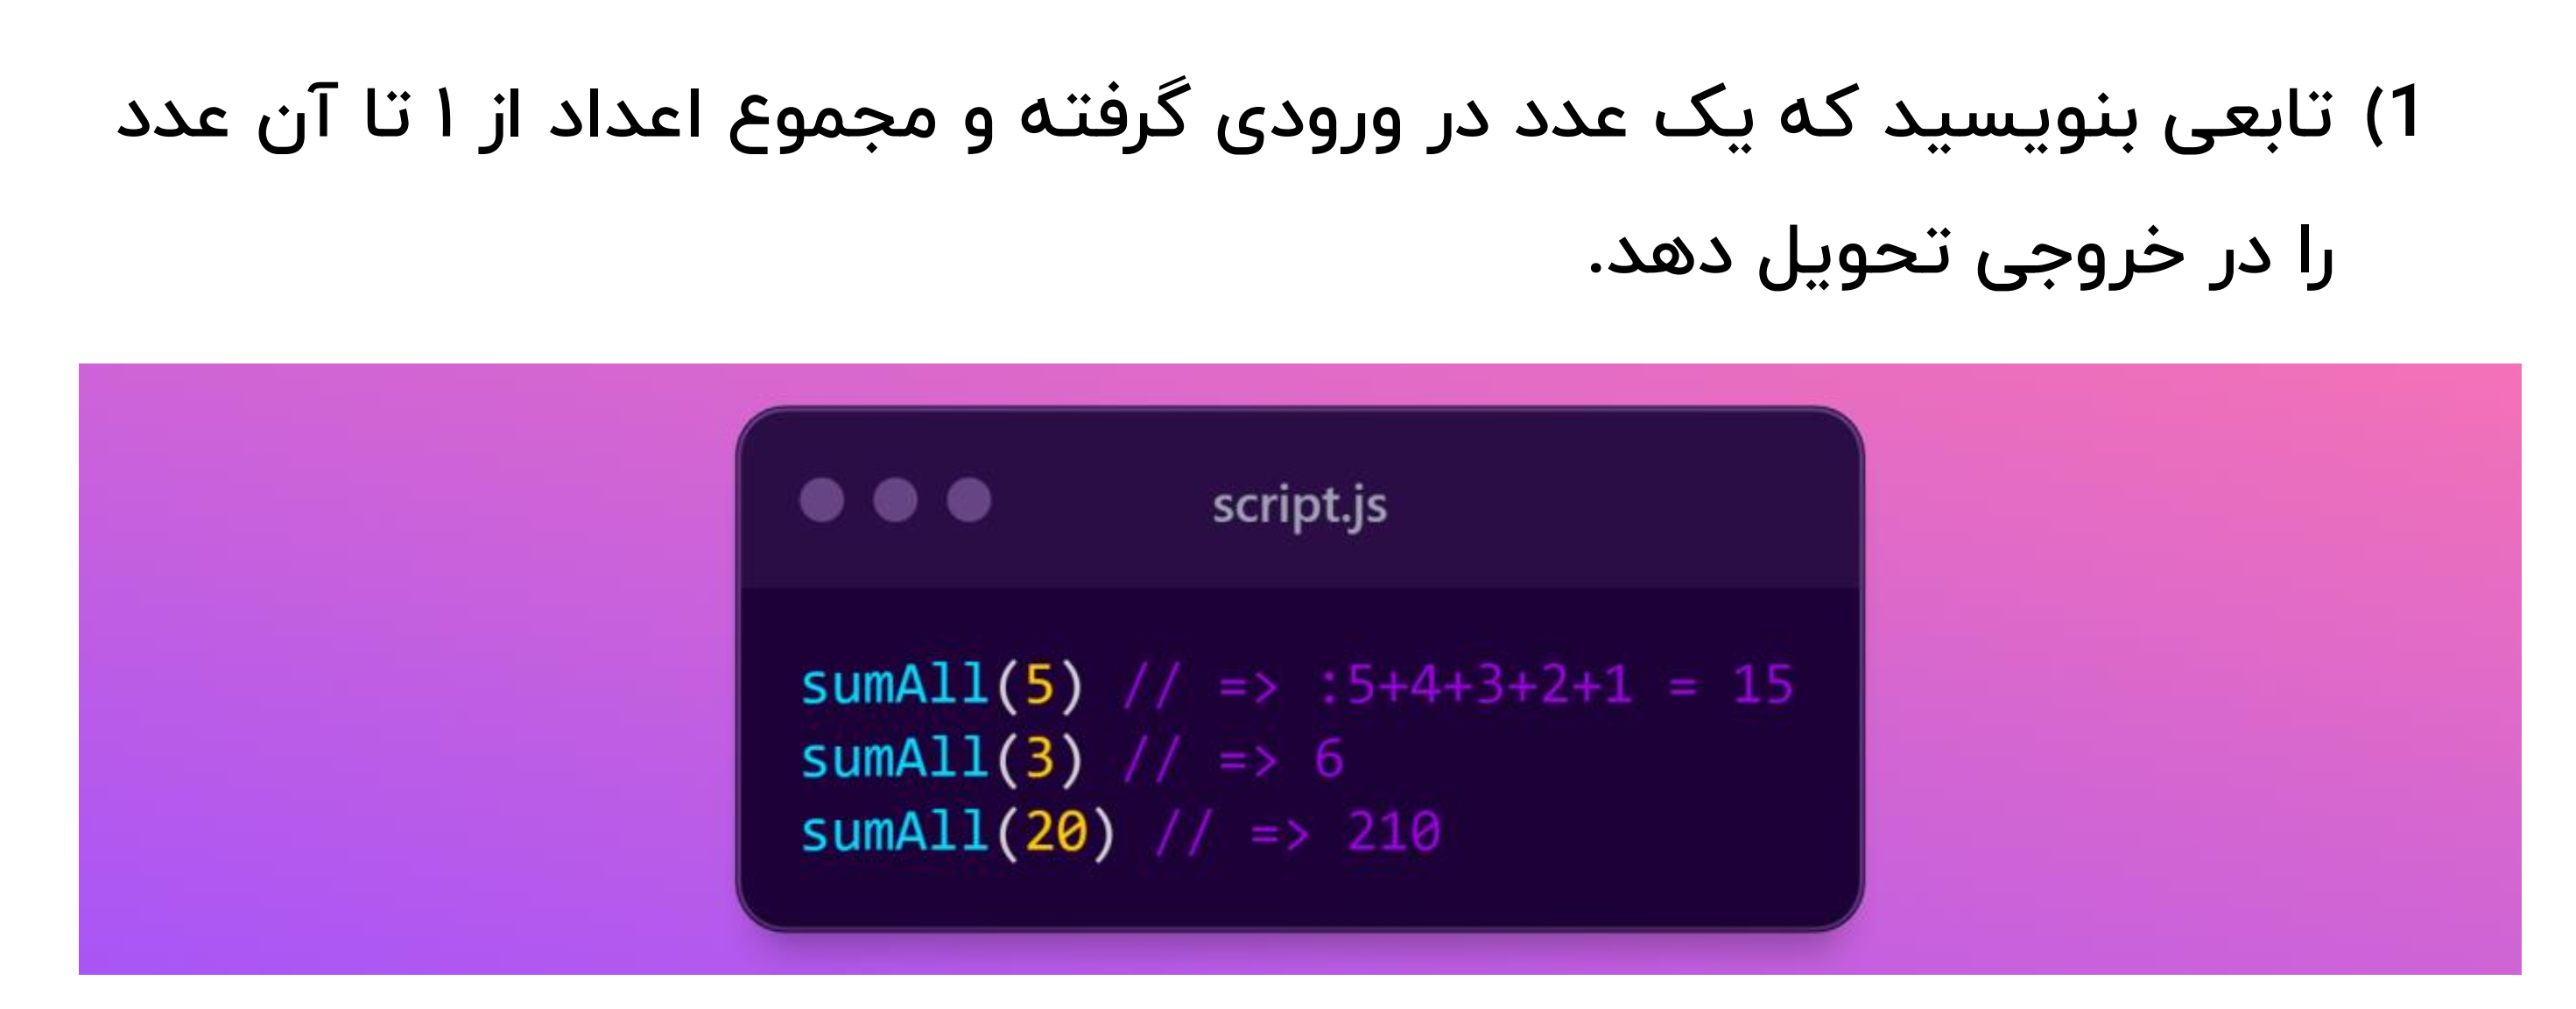 1) تابعی بنویسید که یک عدد در ورودی گرفته و مجموع اعداد از ۱ تا آن عدد
را در خروجی تحویل دهد.
script.js
sumAll(5) // => :5+4+3+2+1 = 15
sumAll(3) // => 6
sumAll(20) // => 210